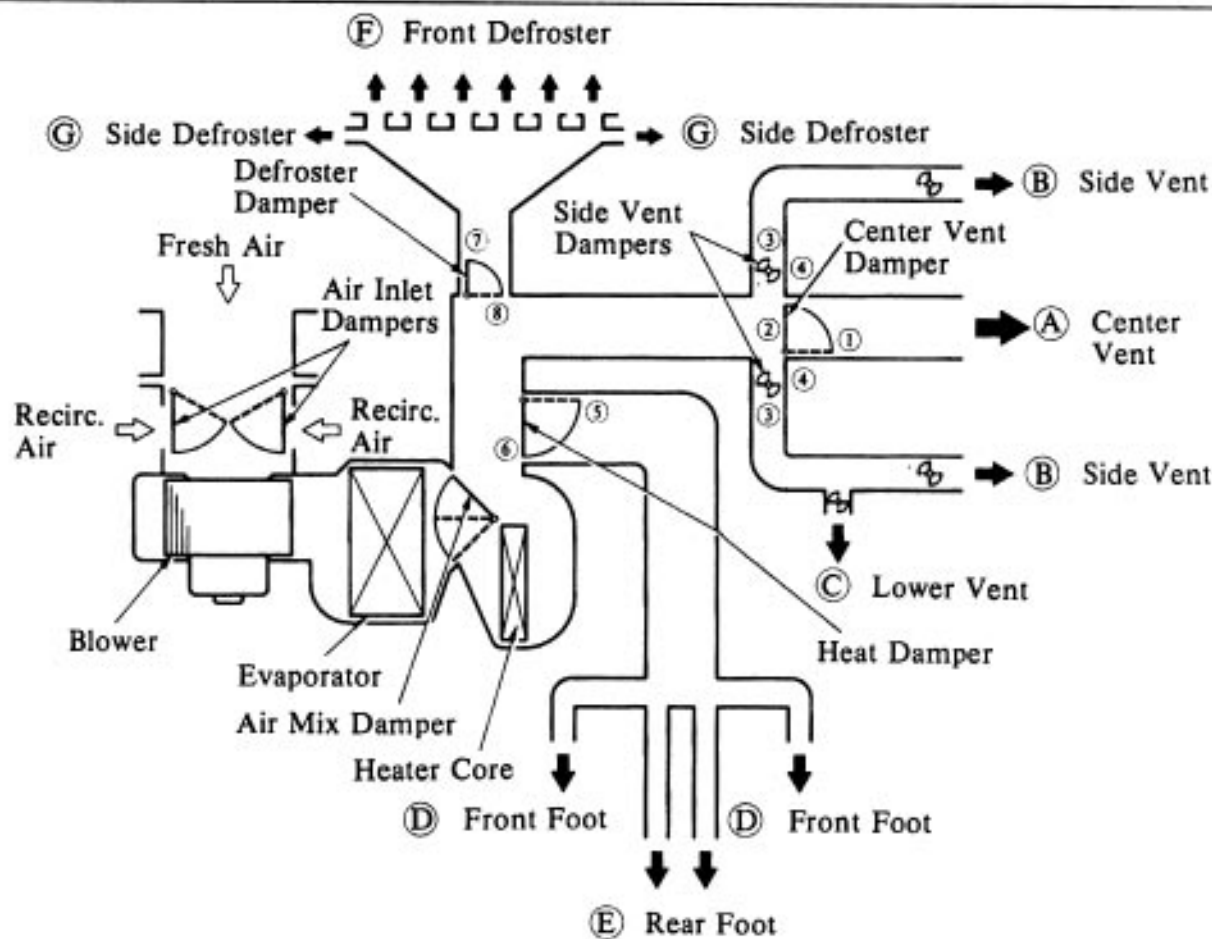 Ⓕ Front Defroster
Ⓖ Side Defroster
Ⓖ Side Defroster
Defroster
Damper
⑦
⑧
Side Vent
Dampers
③
④
Center Vent
Damper
Ⓑ Side Vent
Fresh Air
Air Inlet
Dampers
②
①
Ⓐ Center
Vent
④
③
Recirc.
Air
Recirc.
Air
⑤
⑥
Ⓑ Side Vent
Ⓒ Lower Vent
Blower
Heat Damper
Evaporator
Air Mix Damper
Heater Core
Ⓓ Front Foot
Ⓓ Front Foot
Ⓔ Rear Foot